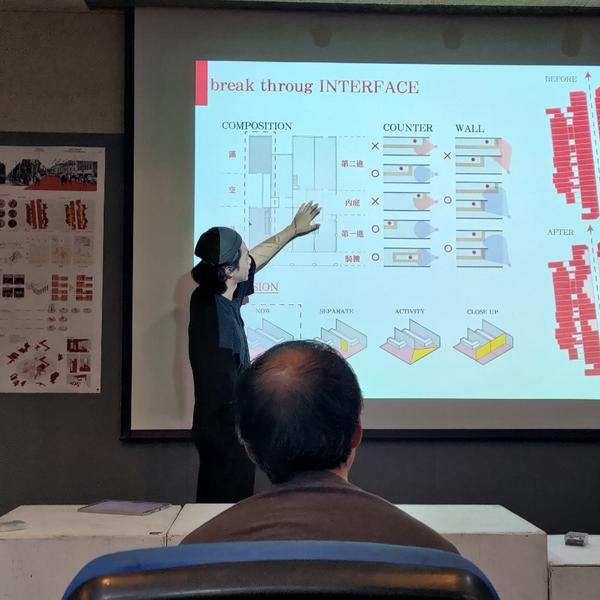 break throug INTERFACE
BEFORE
COMPOSITION
COUNTER
WALL
第二進
空
內庭
第一進
騎樓
AFTER
SION
NOW
SEPARATE
ACTIVITY
CLOSE UP